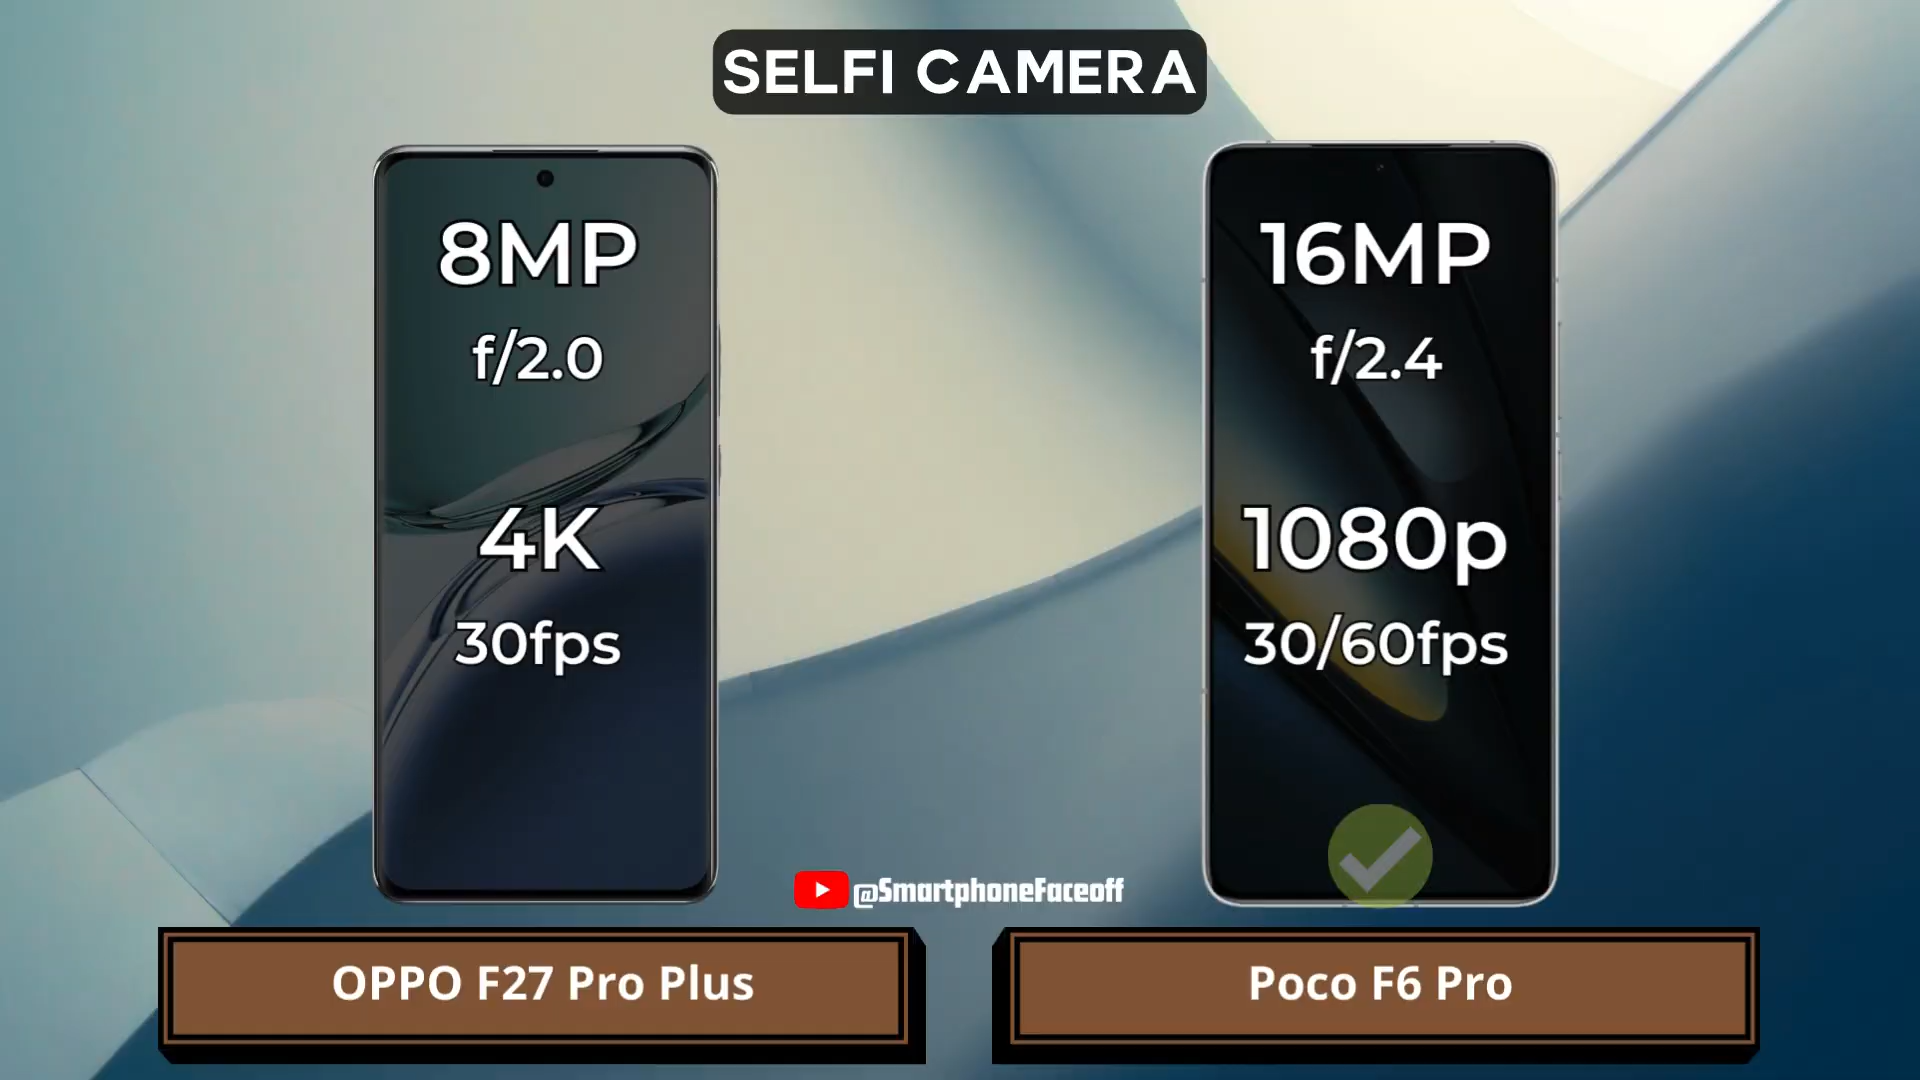 SELFI CAMERA
8MP
f/2.0
4K
30fps
16MP
f/2.4
1080p
30/60fps
@SmartphoneFaceoff
OPPO F27 Pro Plus
Poco F6 Pro